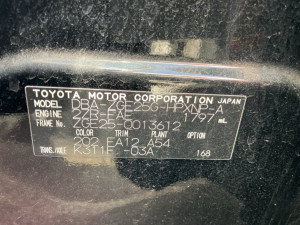 TOYOTA MOTOR CORPORATION JAPAN
MODEL DBA-ZGE25G-HPXNP-A
ENGINE 2ZR-FAE 1797 mL
FRAME No. ZGE25-0013612
COLOR TRIM PLANT OPTION
202 EA12 A54
TRANS./AXLE K311F -03A 168